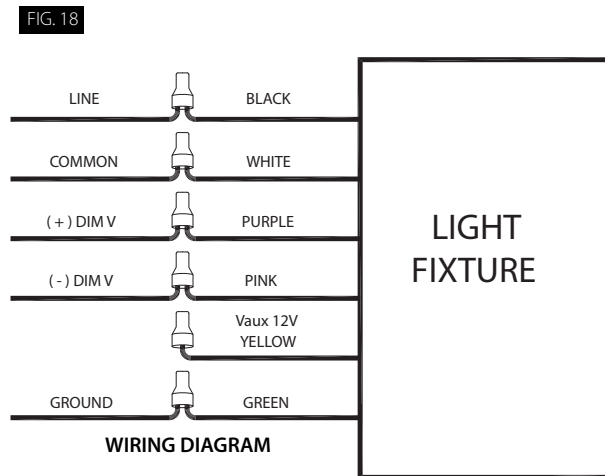 FIG. 18
LINE BLACK
COMMON WHITE
( + ) DIM V PURPLE
( - ) DIM V PINK
Vaux 12V
YELLOW
GROUND GREEN
LIGHT
FIXTURE
WIRING DIAGRAM